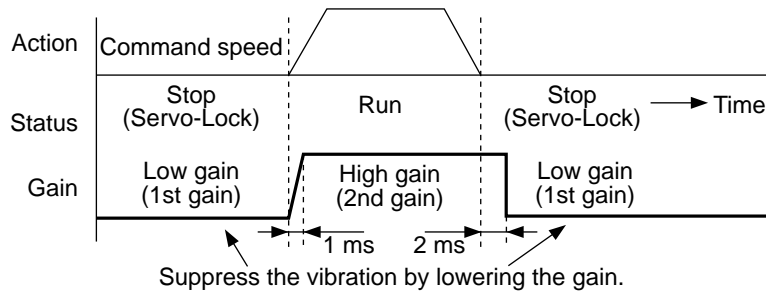 Action
Command speed
Status
Stop
(Servo-Lock)
Run
Stop
(Servo-Lock)
Time
Gain
Low gain
(1st gain)
High gain
(2nd gain)
Low gain
(1st gain)
1 ms
2 ms
Suppress the vibration by lowering the gain.